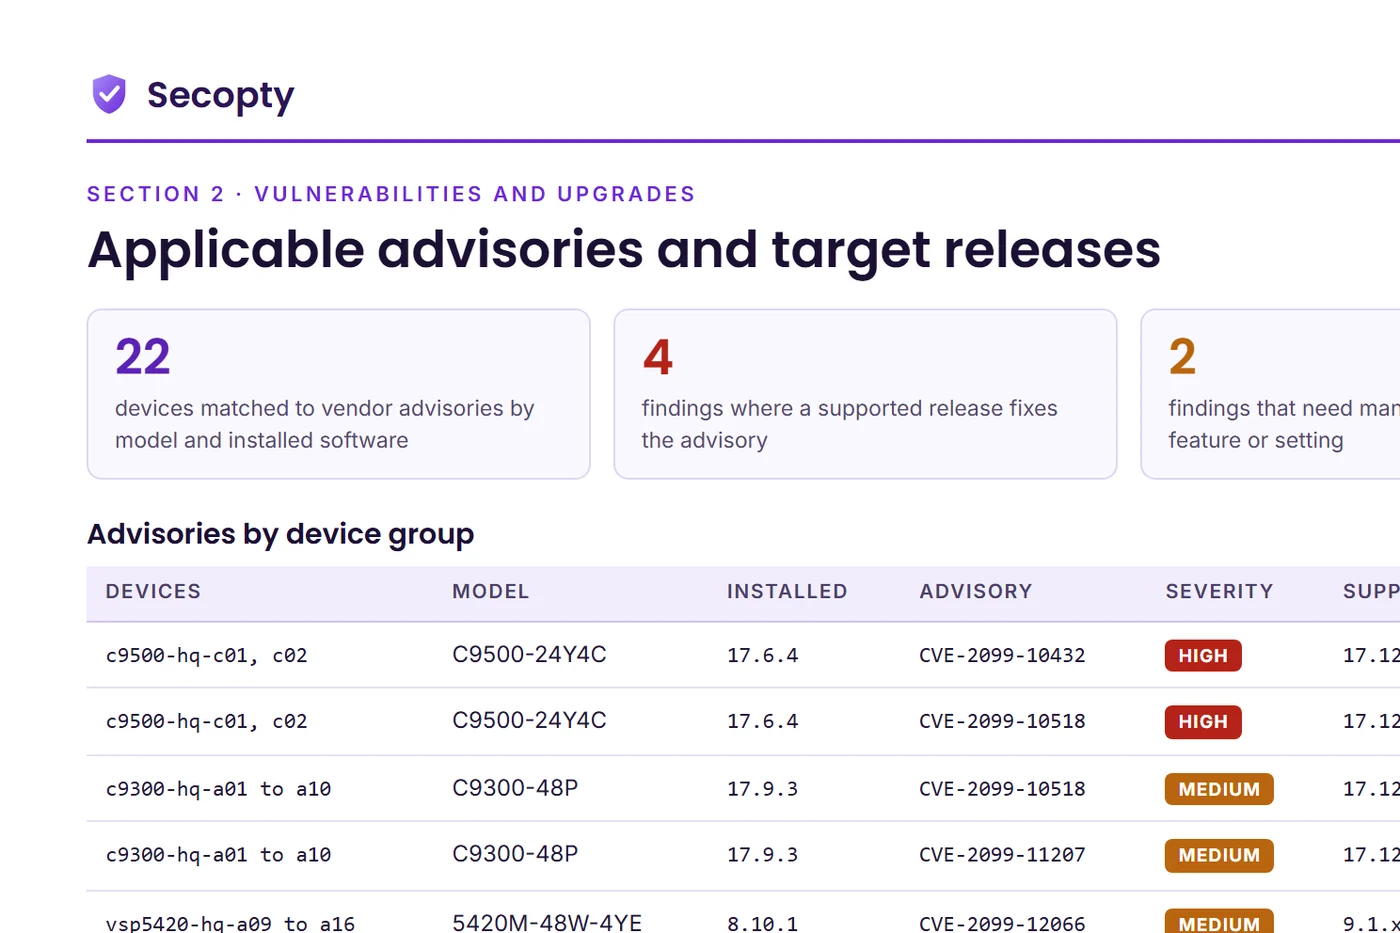 Secopty
SECTION 2 · VULNERABILITIES AND UPGRADES
Applicable advisories and target releases
22
devices matched to vendor advisories by
model and installed software
4
findings where a supported release fixes
the advisory
2
findings that need
feature or setting
Advisories by device group
DEVICES MODEL INSTALLED ADVISORY SEVERITY
c9500-hq-c01, c02 C9500-24Y4C 17.6.4 CVE-2099-10432 HIGH 17.12
c9500-hq-c01, c02 C9500-24Y4C 17.6.4 CVE-2099-10518 HIGH 17.12
c9300-hq-a01 to a10 C9300-48P 17.9.3 CVE-2099-10518 MEDIUM 17.12
c9300-hq-a01 to a10 C9300-48P 17.9.3 CVE-2099-11207 MEDIUM 17.12
vsp5420-hq-a09 to a16 5420M-48W-4YE 8.10.1 CVE-2099-12066 MEDIUM 9.1.x